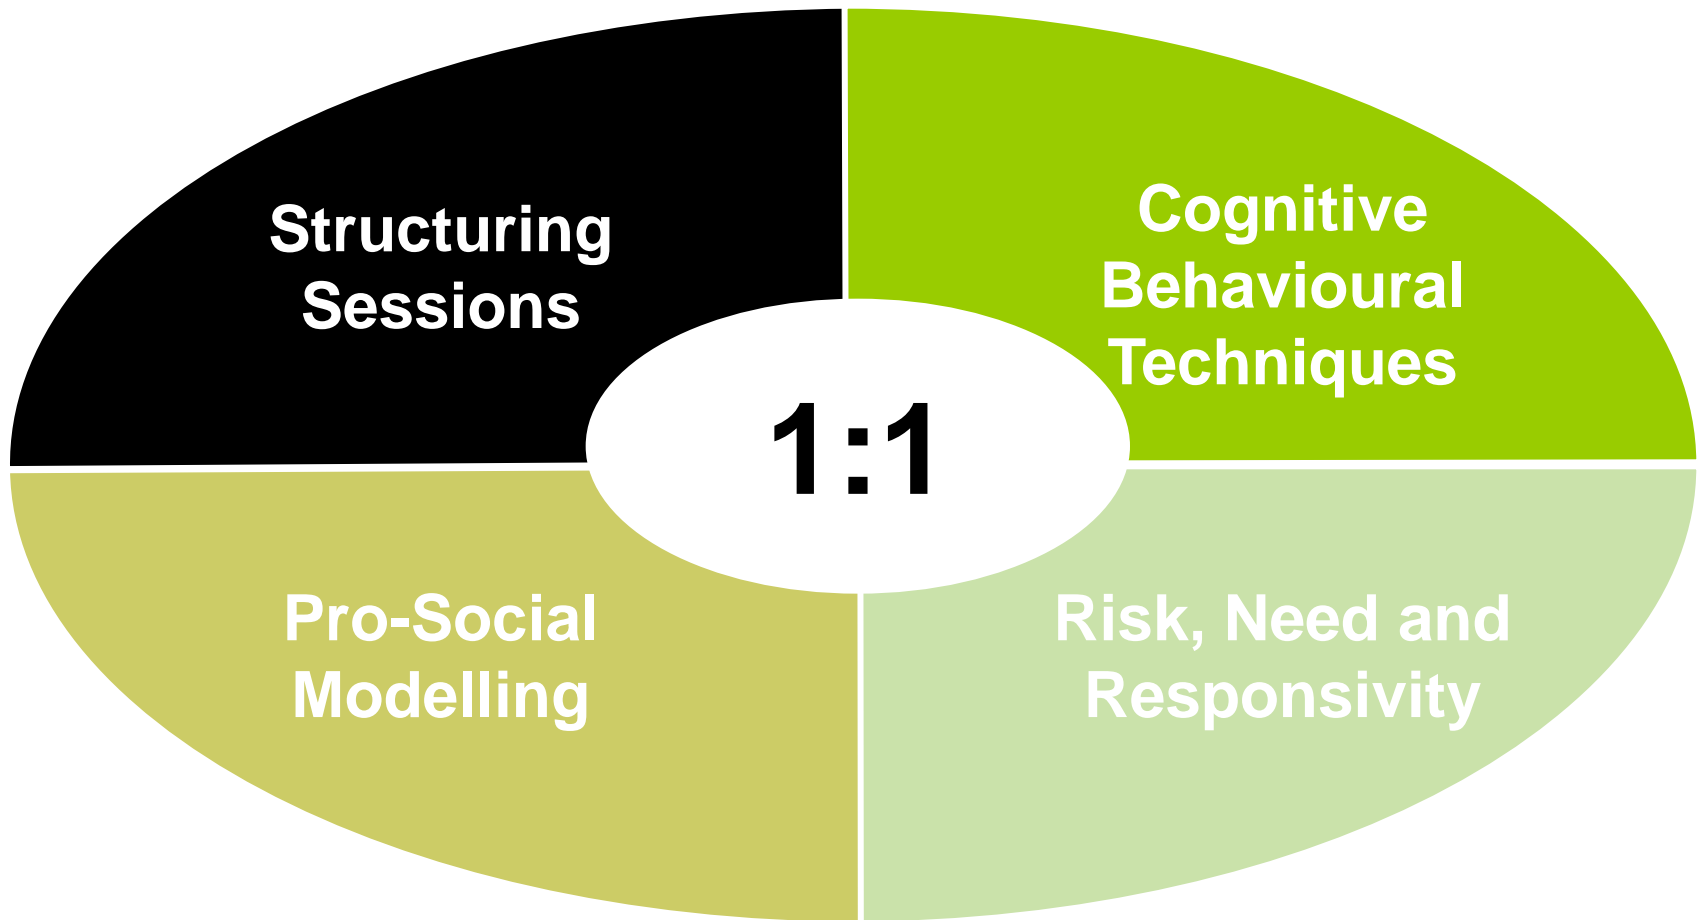 Structuring
Sessions
Cognitive
Behavioural
Techniques
1:1
Pro-Social
Modelling
Risk, Need and
Responsivity